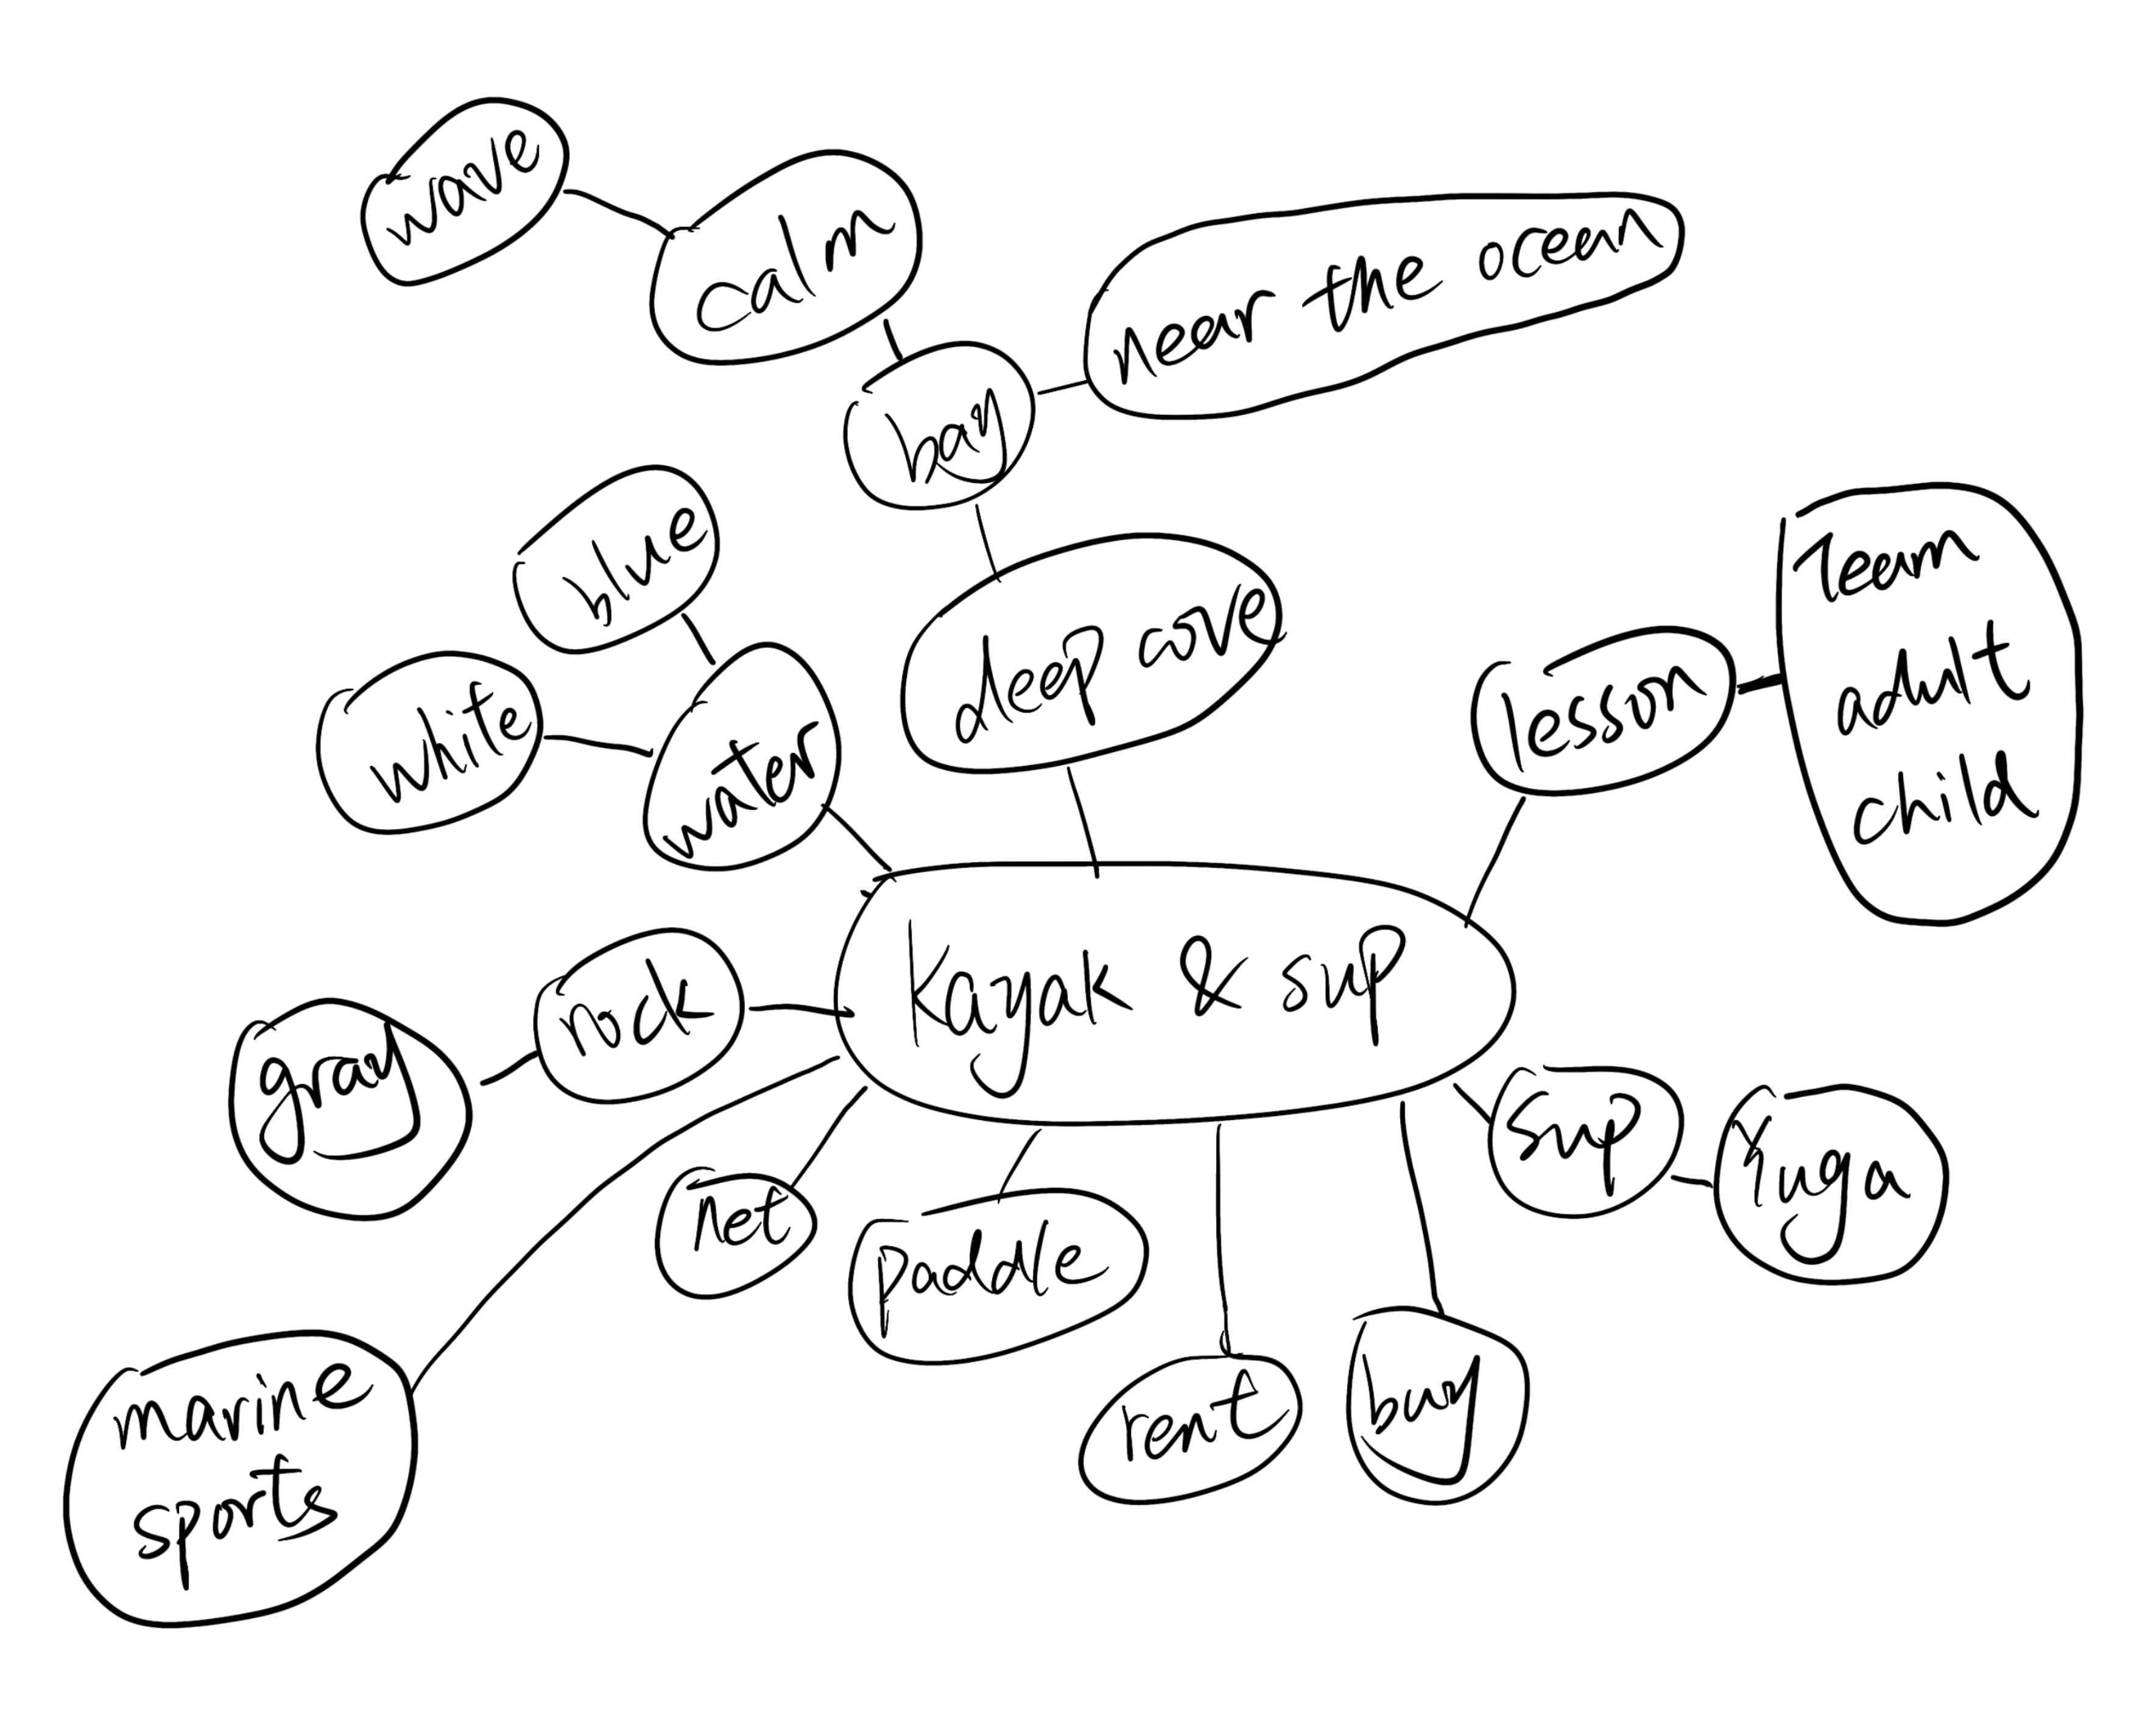 wave
calm
near the oceen
bay
blue
deep cove
white
water
lesson
Teem
adult
child
Kayak & sup
rock
gray
sup
Yuga
net
paddle
rent
buy
marine
sports